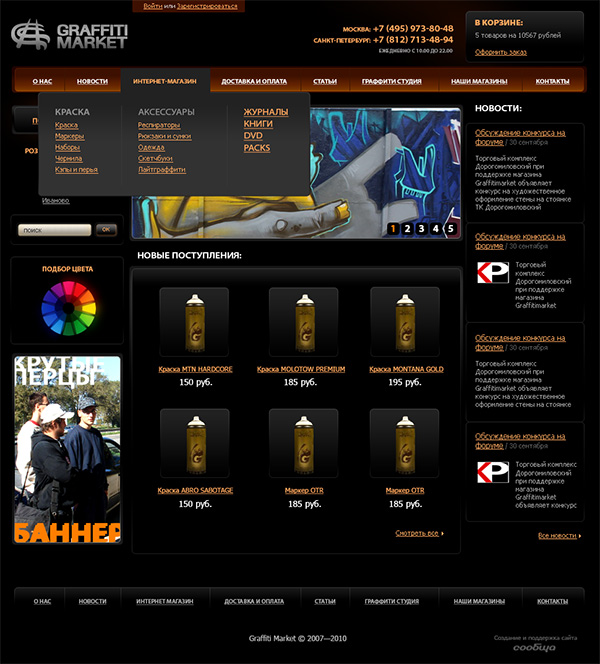 Войти или Зарегистрироваться
GRAFFITI
MARKET
МОСКВА: +7 (495) 973-80-48
САНКТ-ПЕТЕРБУРГ: +7 (812) 713-48-94
ЕЖЕДНЕВНО С 10.00 ДО 22.00
В КОРЗИНЕ:
5 товаров на 10567 рублей
Оформить заказ
О НАС
НОВОСТИ
ИНТЕРНЕТ-МАГАЗИН
ДОСТАВКА И ОПЛАТА
СТАТЬИ
ГРАФФИТИ СТУДИЯ
НАШИ МАГАЗИНЫ
КОНТАКТЫ
КРАСКА
Краска
Маркеры
Наборы
Чернила
Кэпы и перья
АКСЕССУАРЫ
Респираторы
Рюкзаки и сумки
Одежда
Скетчбуки
Лайтграффити
ЖУРНАЛЫ
КНИГИ
DVD
PACKS
РОЗ
Иваново
поиск
ОК
ПОДБОР ЦВЕТА
КРУТЫЕ
ПЕРЦЫ
БАННЕР
1 2 3 4 5
НОВЫЕ ПОСТУПЛЕНИЯ:
Краска MTN HARDCORE
150 руб.
Краска MOLOTOW PREMIUM
185 руб.
Краска MONTANA GOLD
195 руб.
Краска ABRO SABOTAGE
150 руб.
Маркер OTR
185 руб.
Маркер OTR
185 руб.
Смотреть все
НОВОСТИ:
Обсуждение конкурса на
форуме / 30 сентября
Торговый комплекс
Дорогомиловский при
поддержке магазина
Graffitimarket объявляет
конкурс на художественное
оформление стены на стоянке
ТК Дорогомиловский
Обсуждение конкурса на
форуме / 30 сентября
КР
Торговый
комплекс
Дорогомиловский
при поддержке
магазина
Graffitimarket
Обсуждение конкурса на
форуме / 30 сентября
Торговый комплекс
Дорогомиловский при
поддержке магазина
Graffitimarket объявляет
конкурс на художественное
оформление стены на стоянке
Обсуждение конкурса на
форуме / 30 сентября
КР
Торговый комплекс
Дорогомиловский
при поддержке
магазина
Graffitimarket
объявляет конкурс
Все новости
О НАС
НОВОСТИ
ИНТЕРНЕТ-МАГАЗИН
ДОСТАВКА И ОПЛАТА
СТАТЬИ
ГРАФФИТИ СТУДИЯ
НАШИ МАГАЗИНЫ
КОНТАКТЫ
Graffiti Market © 2007—2010
Создание и поддержка сайта
сообща